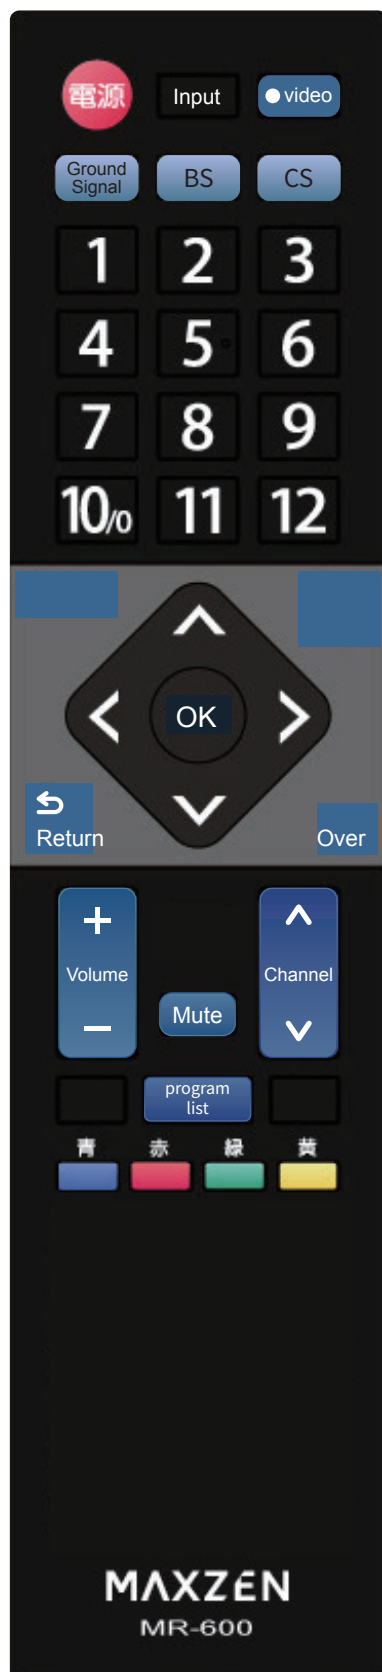 電源
Input
video
Ground
Signal
BS
CS
1
2
3
4
5
6
7
8
9
10/0
11
12
OK
Return
Over
+
Volume
−
Channel
Mute
program
list
青
赤
緑
黄
MAXZEN
MR-600